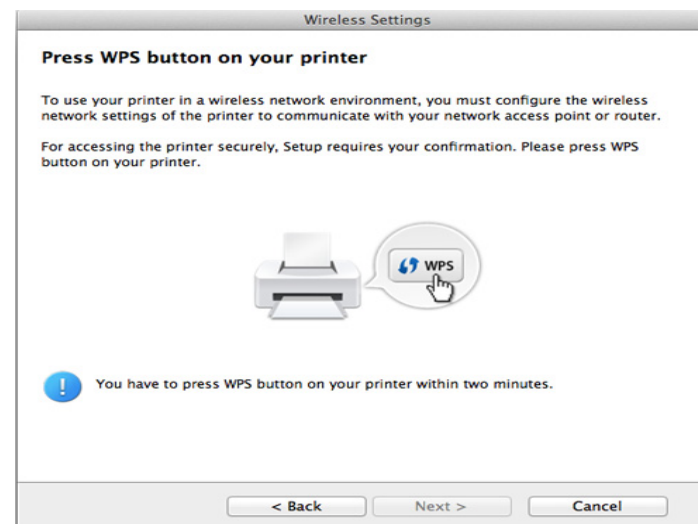 Wireless Settings
Press WPS button on your printer
To use your printer in a wireless network environment, you must configure the wireless
network settings of the printer to communicate with your network access point or router.
For accessing the printer securely, Setup requires your confirmation. Please press WPS
button on your printer.
WPS
You have to press WPS button on your printer within two minutes.
< Back
Next >
Cancel